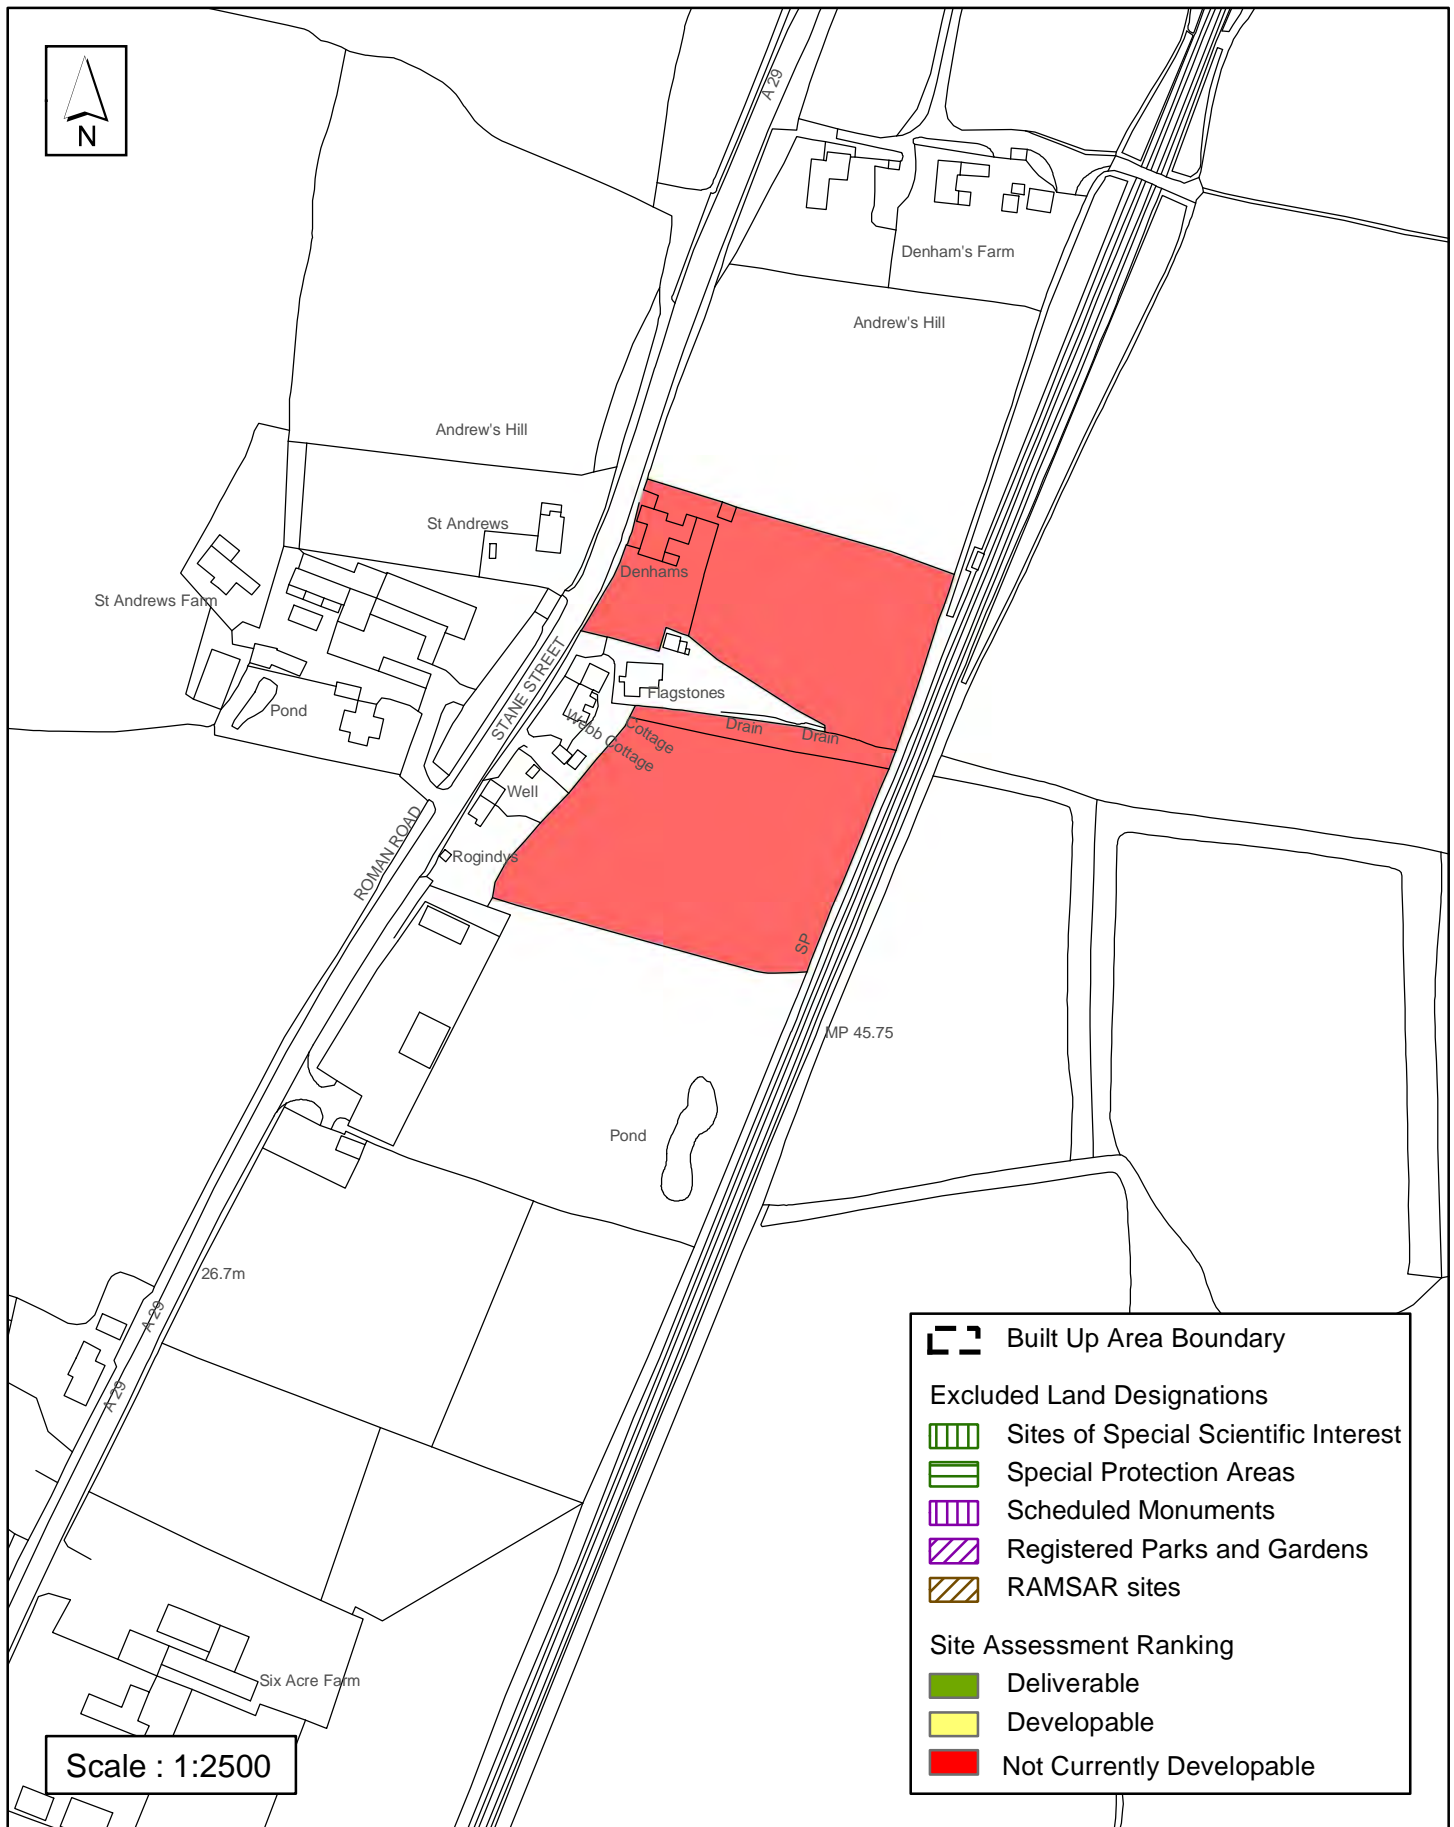 A 29
N
Denham's Farm
Andrew's Hill
Andrew's Hill
St Andrews
Denhams
St Andrews Farm
STANE STREET
Flagstones
Pond
Webb Cottage
Cottage
Drain
Drain
Well
ROMAN ROAD
Rogindys
SP
MP 45.75
Pond
26.7m
A 29
A 29
Six Acre Farm
Scale : 1:2500
Built Up Area Boundary
Excluded Land Designations
Sites of Special Scientific Interest
Special Protection Areas
Scheduled Monuments
Registered Parks and Gardens
RAMSAR sites
Site Assessment Ranking
Deliverable
Developable
Not Currently Developable